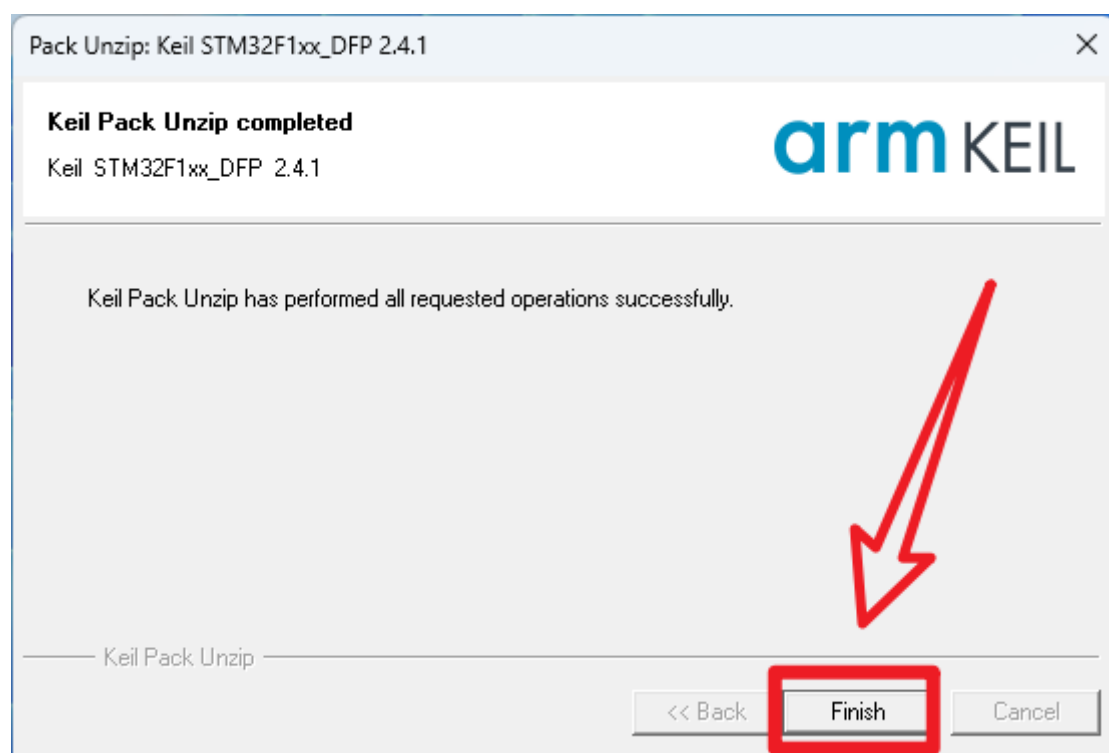 Pack Unzip: Keil STM32F1xx_DFP 2.4.1
Keil Pack Unzip completed
Keil STM32F1xx_DFP 2.4.1
arm KEIL
Keil Pack Unzip has performed all requested operations successfully.
Keil Pack Unzip
<< Back Finish Cancel